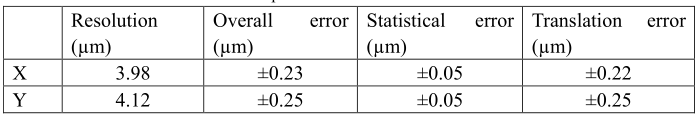 Resolution (µm) Overall error (µm) Statistical error (µm) Translation error (µm)
X 3.98 ±0.23 ±0.05 ±0.22
Y 4.12 ±0.25 ±0.05 ±0.25